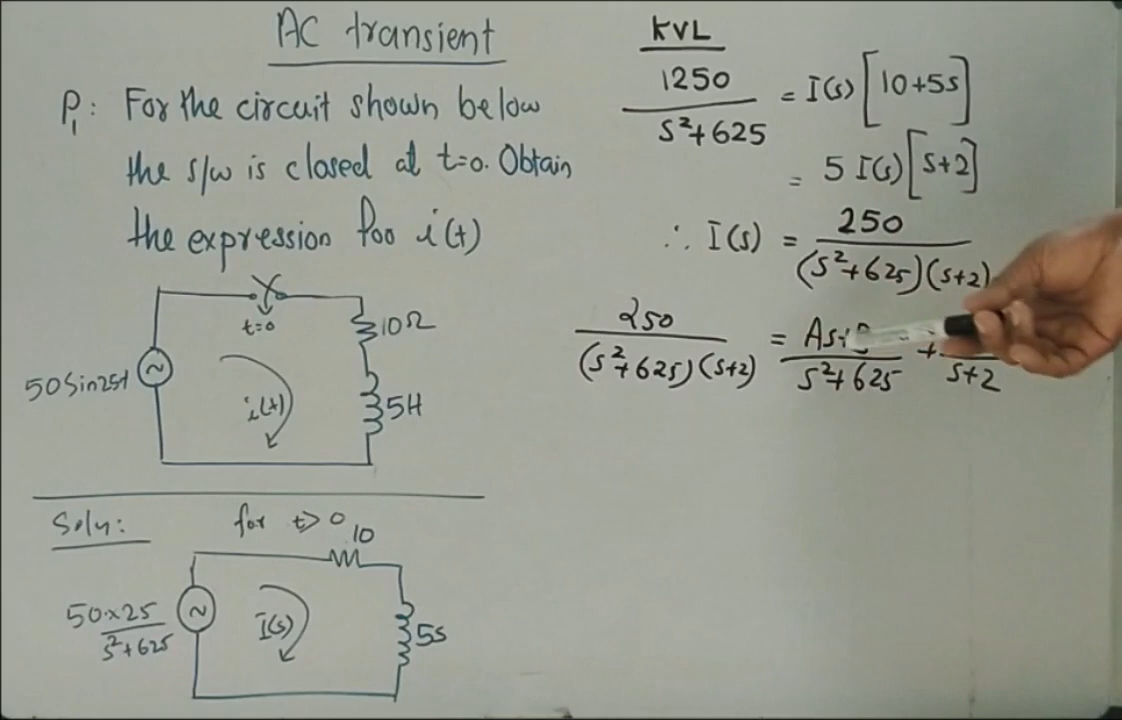 AC transient
P1: For the circuit shown below
the s/w is closed at t=0. Obtain
the expression for i(t)
t=0
10Ω
50Sin25t
i(t)
5H
Soln:
for t>0
10
50×25
s²+625
I(s)
5s
KVL
1250/(s²+625) = I(s)[10+5s]
= 5 I(s)[s+2]
∴ I(s) = 250/((s²+625)(s+2))
250/((s²+625)(s+2)) = As+ /(s²+625) + /(s+2)